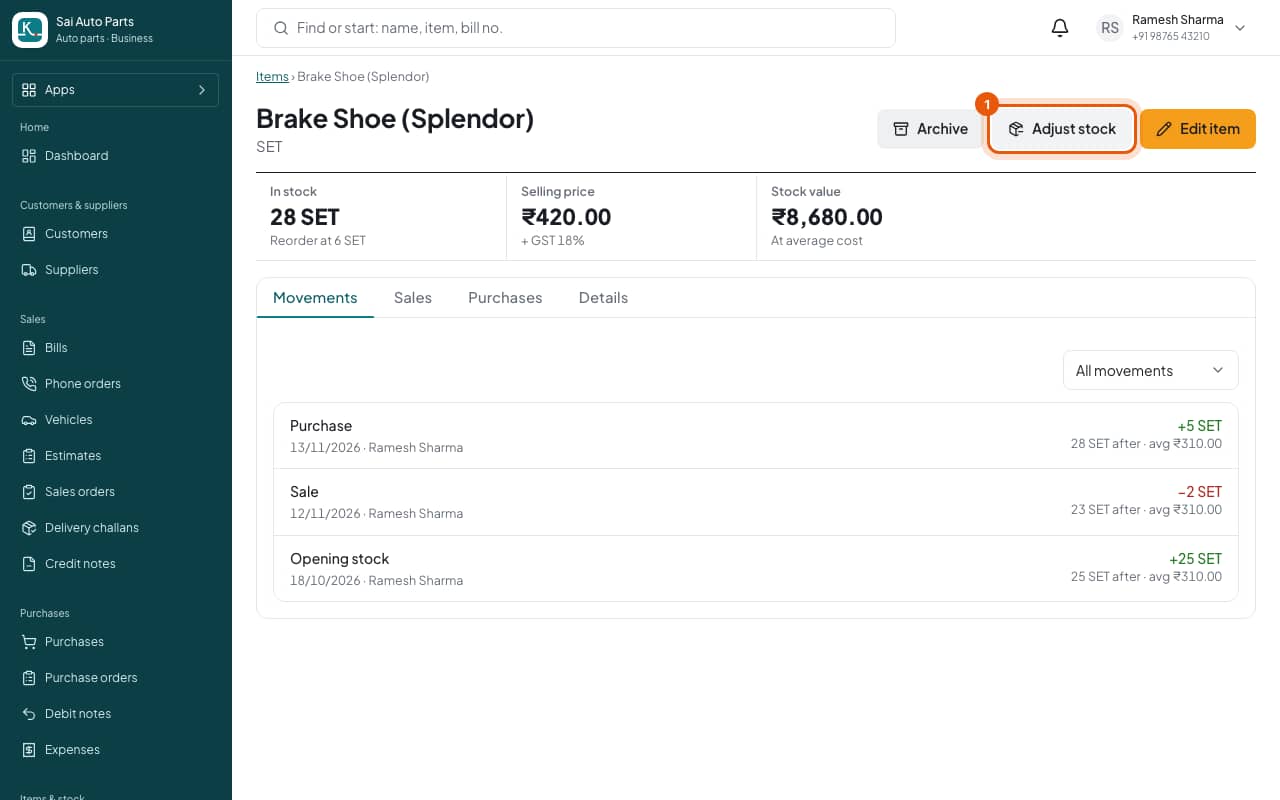 Sai Auto Parts
Auto parts · Business
Apps
Home
Dashboard
Customers & suppliers
Customers
Suppliers
Sales
Bills
Phone orders
Vehicles
Estimates
Sales orders
Delivery challans
Credit notes
Purchases
Purchases
Purchase orders
Debit notes
Expenses
Items & stock
Find or start: name, item, bill no.
RS
Ramesh Sharma
+91 98765 43210
Items › Brake Shoe (Splendor)
Brake Shoe (Splendor)
SET
Archive
1
Adjust stock
Edit item
In stock
28 SET
Reorder at 6 SET
Selling price
₹420.00
+ GST 18%
Stock value
₹8,680.00
At average cost
Movements
Sales
Purchases
Details
All movements
Purchase
+5 SET
13/11/2026 · Ramesh Sharma
28 SET after · avg ₹310.00
Sale
−2 SET
12/11/2026 · Ramesh Sharma
23 SET after · avg ₹310.00
Opening stock
+25 SET
18/10/2026 · Ramesh Sharma
25 SET after · avg ₹310.00